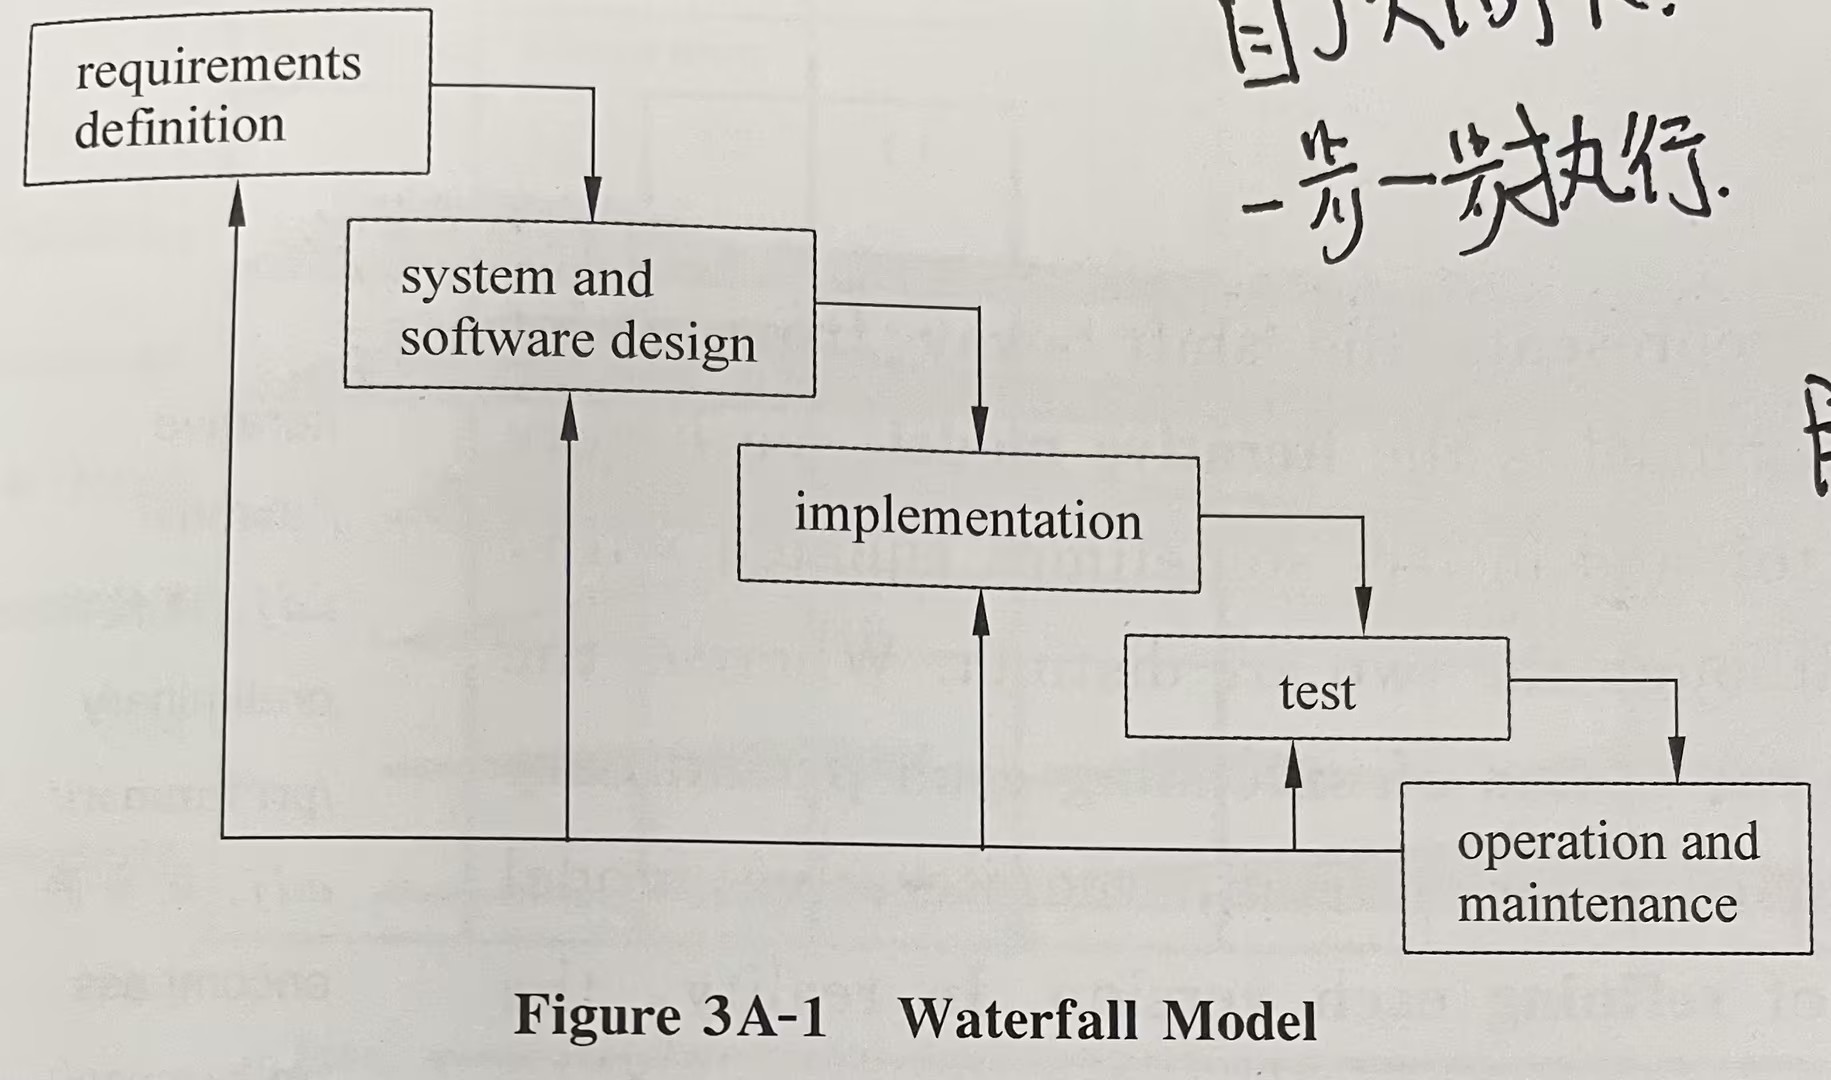 requirements
definition
system and
software design
implementation
test
operation and
maintenance
Figure 3A-1 Waterfall Model
一步一步执行.